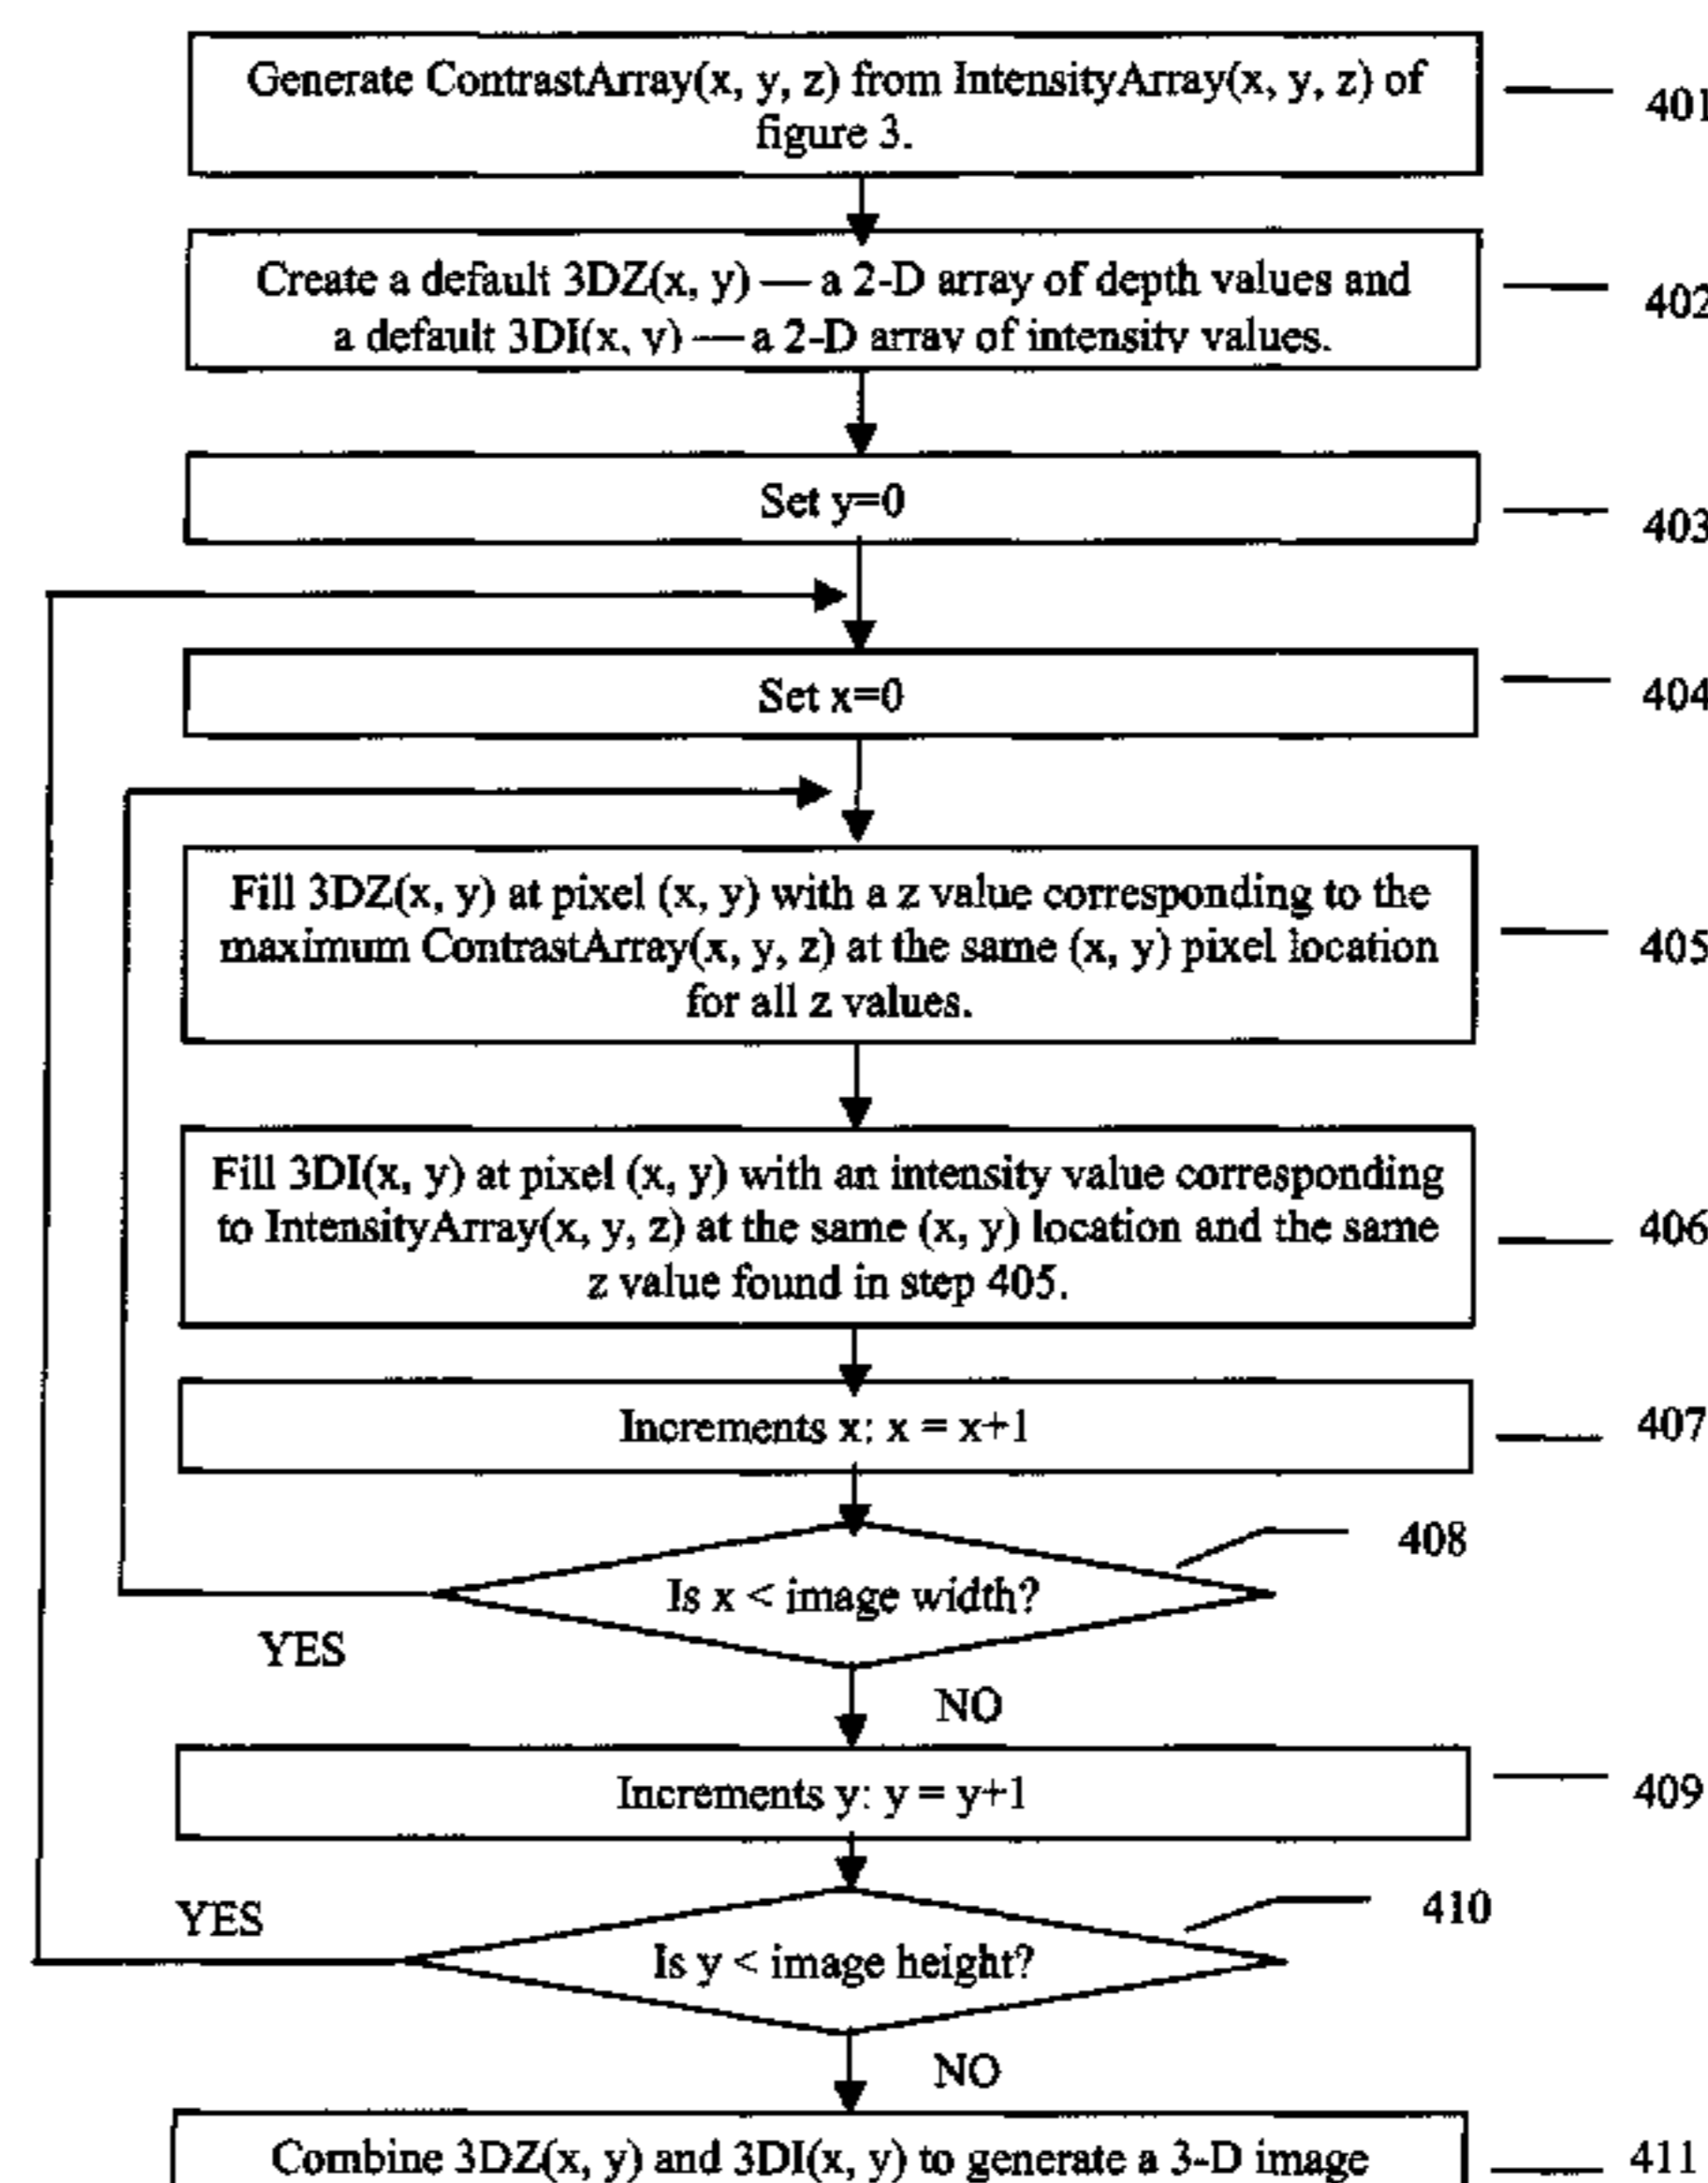 Generate ContrastArray(x, y, z) from IntensityArray(x, y, z) of
figure 3.
401
Create a default 3DZ(x, y) — a 2-D array of depth values and
a default 3DI(x, y) — a 2-D array of intensity values.
402
Set y=0
403
Set x=0
404
Fill 3DZ(x, y) at pixel (x, y) with a z value corresponding to the
maximum ContrastArray(x, y, z) at the same (x, y) pixel location
for all z values.
405
Fill 3DI(x, y) at pixel (x, y) with an intensity value corresponding
to IntensityArray(x, y, z) at the same (x, y) location and the same
z value found in step 405.
406
Increments x: x = x+1
407
408
Is x < image width?
YES
NO
Increments y: y = y+1
409
YES
410
Is y < image height?
NO
Combine 3DZ(x, y) and 3DI(x, y) to generate a 3-D image
411